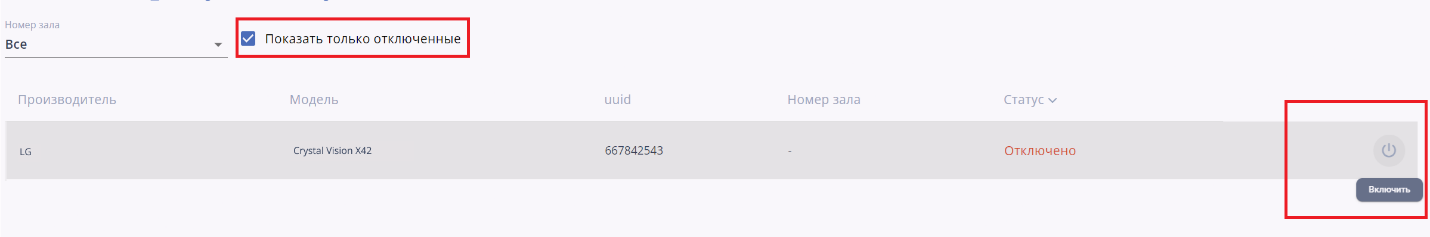 Номер зала
Все
Показать только отключенные
Производитель Модель uuid Номер зала Статус
LG Crystal Vision X42 667842543 - Отключено
Включить